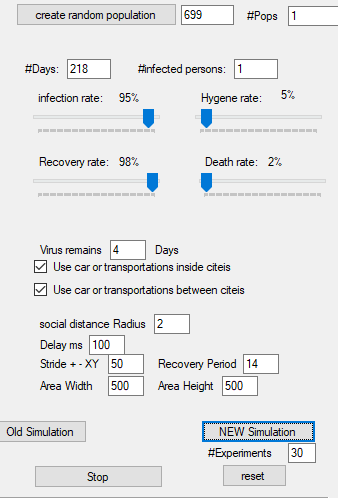 create random population 699 #Pops 1
#Days: 218 #infected persons: 1
infection rate: 95% Hygene rate: 5%
Recovery rate: 98% Death rate: 2%
Virus remains 4 Days
Use car or transportations inside citeis
Use car or transportations between citeis
social distance Radius 2
Delay ms 100
Stride + - XY 50 Recovery Period 14
Area Width 500 Area Height 500
Old Simulation NEW Simulation
#Experiments 30
Stop reset